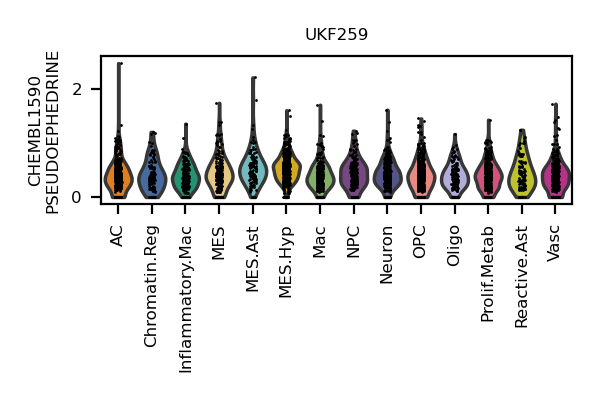 UKF259
CHEMBL1590
PSEUDOEPHEDRINE
2
0
AC
Chromatin.Reg
Inflammatory.Mac
MES
MES.Ast
MES.Hyp
Mac
NPC
Neuron
OPC
Oligo
Prolif.Metab
Reactive.Ast
Vasc